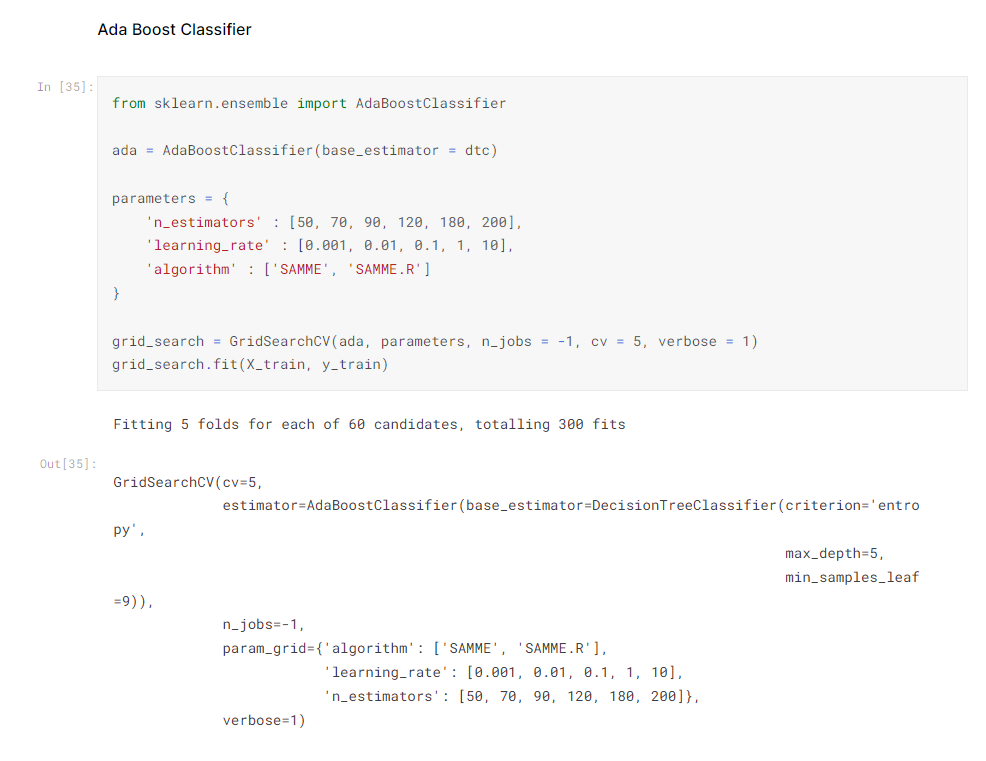 Ada Boost Classifier
In [35]:
from sklearn.ensemble import AdaBoostClassifier
ada = AdaBoostClassifier(base_estimator = dtc)
parameters = {
    'n_estimators' : [50, 70, 90, 120, 180, 200],
    'learning_rate' : [0.001, 0.01, 0.1, 1, 10],
    'algorithm' : ['SAMME', 'SAMME.R']
}
grid_search = GridSearchCV(ada, parameters, n_jobs = -1, cv = 5, verbose = 1)
grid_search.fit(X_train, y_train)
Fitting 5 folds for each of 60 candidates, totalling 300 fits
Out[35]:
GridSearchCV(cv=5,
             estimator=AdaBoostClassifier(base_estimator=DecisionTreeClassifier(criterion='entro
py',
                                                                                max_depth=5,
                                                                                min_samples_leaf
=9)),
             n_jobs=-1,
             param_grid={'algorithm': ['SAMME', 'SAMME.R'],
                         'learning_rate': [0.001, 0.01, 0.1, 1, 10],
                         'n_estimators': [50, 70, 90, 120, 180, 200]},
             verbose=1)